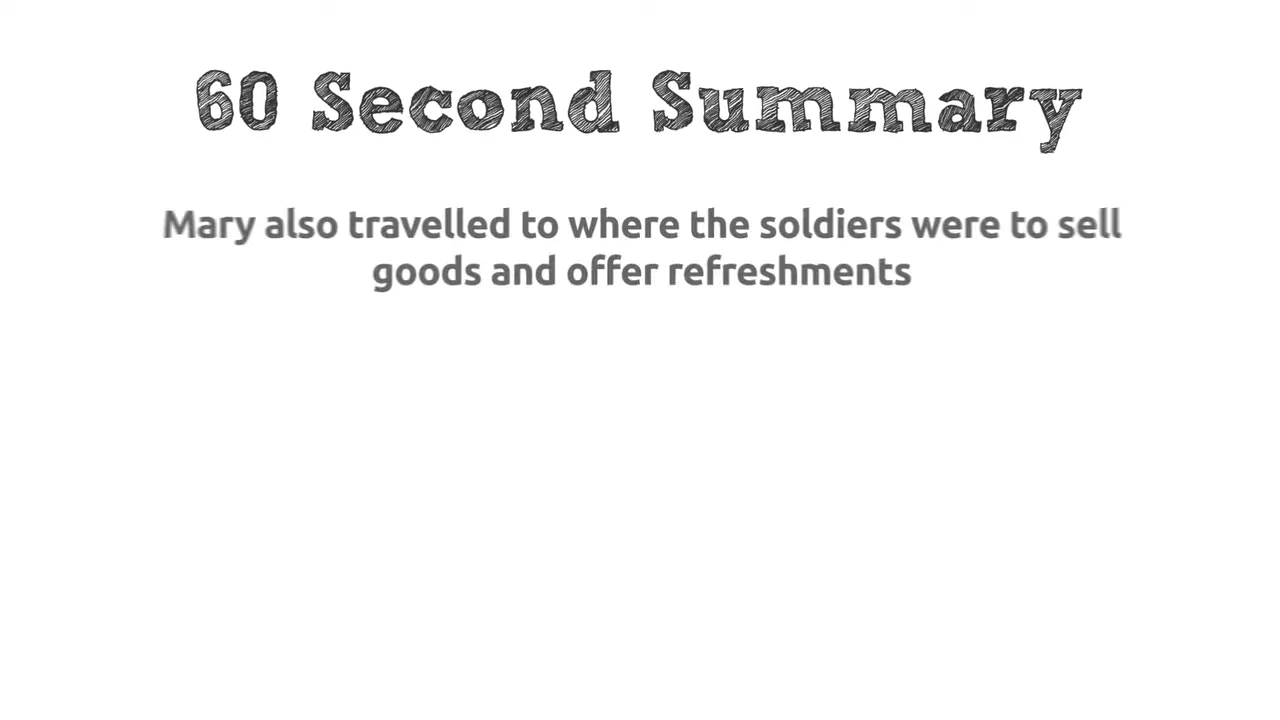 60 Second Summary
Mary also travelled to where the soldiers were to sell
goods and offer refreshments